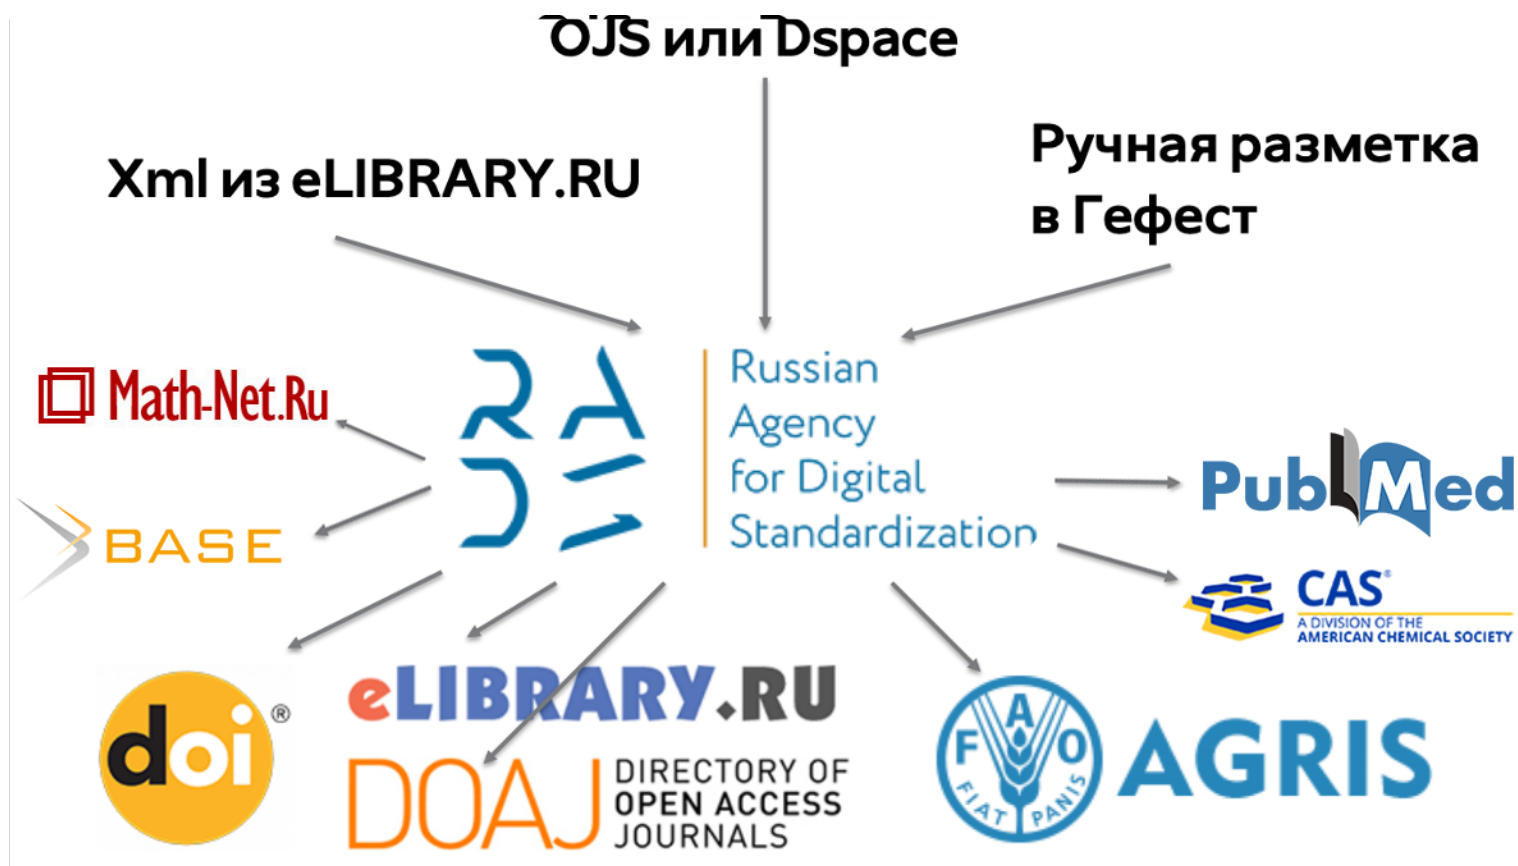 OJS или Dspace
Xml из eLIBRARY.RU
Ручная разметка
в Гефест
RA
Russian
Agency
for Digital
Standardization
Math-Net.Ru
BASE
PubMed
CAS®
A DIVISION OF THE
AMERICAN CHEMICAL SOCIETY
doi®
eLIBRARY.RU
DOAJ
DIRECTORY OF
OPEN ACCESS
JOURNALS
FAO
FIAT PANIS
AGRIS